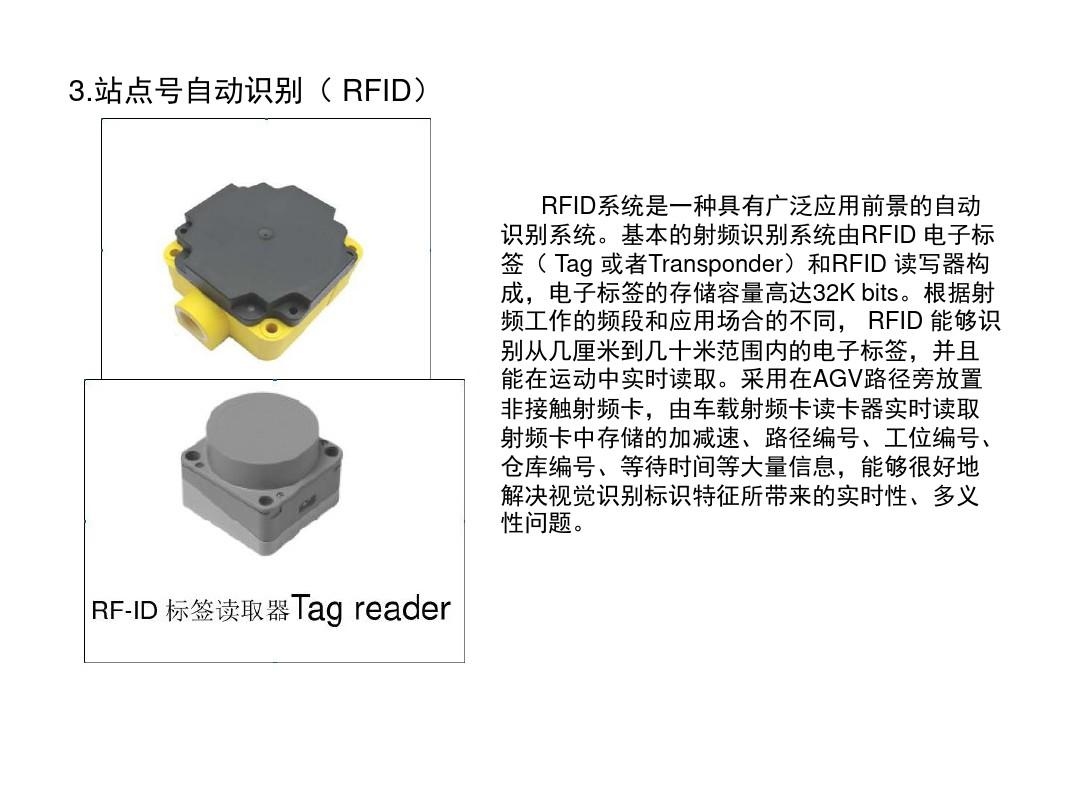 3.站点号自动识别（ RFID）
RFID系统是一种具有广泛应用前景的自动
识别系统。基本的射频识别系统由RFID 电子标
签（ Tag 或者Transponder）和RFID 读写器构
成，电子标签的存储容量高达32K bits。根据射
频工作的频段和应用场合的不同， RFID 能够识
别从几厘米到几十米范围内的电子标签，并且
能在运动中实时读取。采用在AGV路径旁放置
非接触射频卡，由车载射频卡读卡器实时读取
射频卡中存储的加减速、路径编号、工位编号、
仓库编号、等待时间等大量信息，能够很好地
解决视觉识别标识特征所带来的实时性、多义
性问题。
RF-ID 标签读取器Tag reader